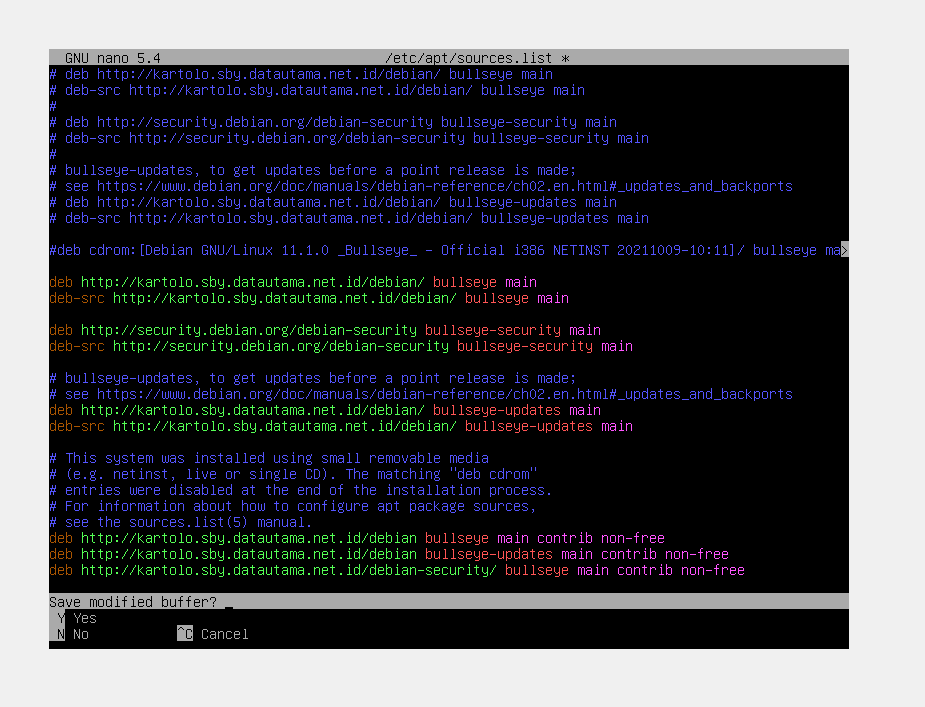 GNU nano 5.4 /etc/apt/sources.list *
# deb http://kartolo.sby.datautama.net.id/debian/ bullseye main
# deb-src http://kartolo.sby.datautama.net.id/debian/ bullseye main
#
# deb http://security.debian.org/debian-security bullseye-security main
# deb-src http://security.debian.org/debian-security bullseye-security main
#
# bullseye-updates, to get updates before a point release is made;
# see https://www.debian.org/doc/manuals/debian-reference/ch02.en.html#_updates_and_backports
# deb http://kartolo.sby.datautama.net.id/debian/ bullseye-updates main
# deb-src http://kartolo.sby.datautama.net.id/debian/ bullseye-updates main
#deb cdrom:[Debian GNU/Linux 11.1.0 _Bullseye_ - Official i386 NETINST 20211009-10:11]/ bullseye ma>
deb http://kartolo.sby.datautama.net.id/debian/ bullseye main
deb-src http://kartolo.sby.datautama.net.id/debian/ bullseye main
deb http://security.debian.org/debian-security bullseye-security main
deb-src http://security.debian.org/debian-security bullseye-security main
# bullseye-updates, to get updates before a point release is made;
# see https://www.debian.org/doc/manuals/debian-reference/ch02.en.html#_updates_and_backports
deb http://kartolo.sby.datautama.net.id/debian/ bullseye-updates main
deb-src http://kartolo.sby.datautama.net.id/debian/ bullseye-updates main
# This system was installed using small removable media
# (e.g. netinst, live or single CD). The matching "deb cdrom"
# entries were disabled at the end of the installation process.
# For information about how to configure apt package sources,
# see the sources.list(5) manual.
deb http://kartolo.sby.datautama.net.id/debian bullseye main contrib non-free
deb http://kartolo.sby.datautama.net.id/debian bullseye-updates main contrib non-free
deb http://kartolo.sby.datautama.net.id/debian-security/ bullseye main contrib non-free
Save modified buffer? _
Y Yes
N No ^C Cancel